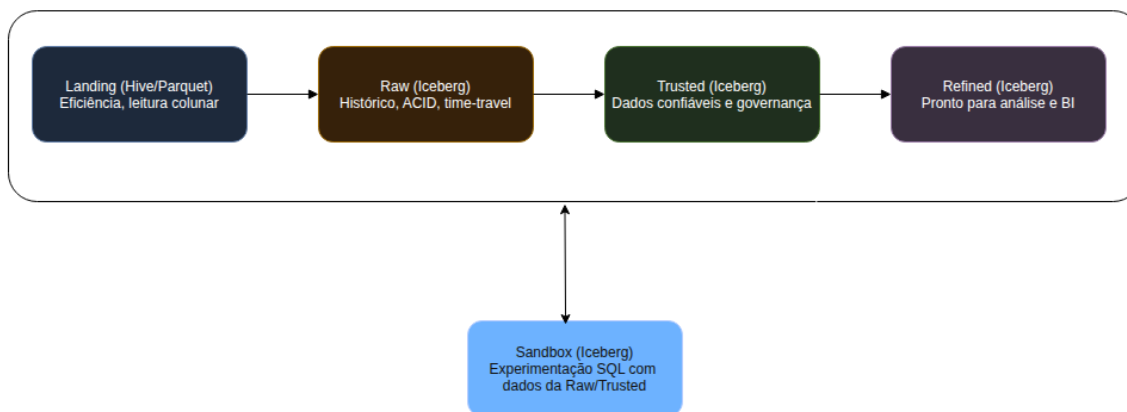 Landing (Hive/Parquet)
Eficiência, leitura colunar
Raw (Iceberg)
Histórico, ACID, time-travel
Trusted (Iceberg)
Dados confiáveis e governança
Refined (Iceberg)
Pronto para análise e BI
Sandbox (Iceberg)
Experimentação SQL com
dados da Raw/Trusted